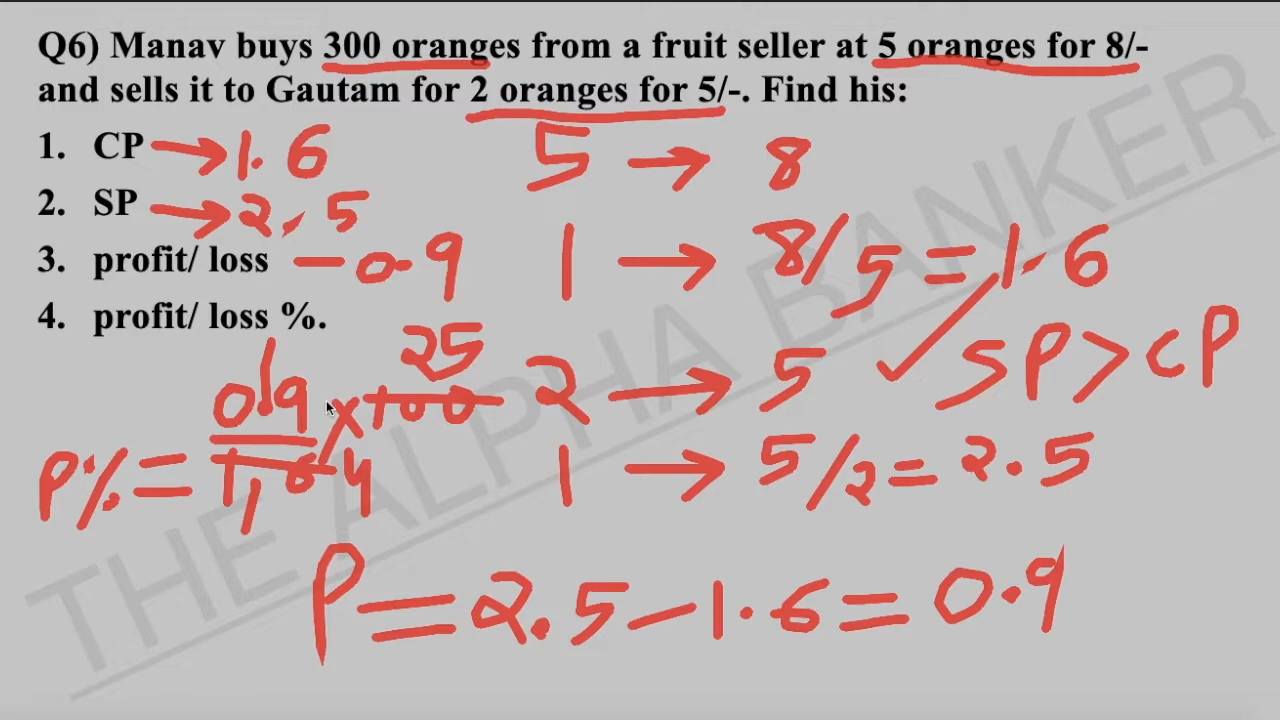 Q6) Manav buys 300 oranges from a fruit seller at 5 oranges for 8/-
and sells it to Gautam for 2 oranges for 5/-. Find his:
1. CP → 1.6
2. SP → 2.5
3. profit/ loss - 0.9
4. profit/ loss %.
5 → 8
1 → 8/5 = 1.6
SP > CP
2 → 5
1 → 5/2 = 2.5
25
0.9 × 100
P% =
4
P = 2.5 - 1.6 = 0.9
THE ALPHA BANKER